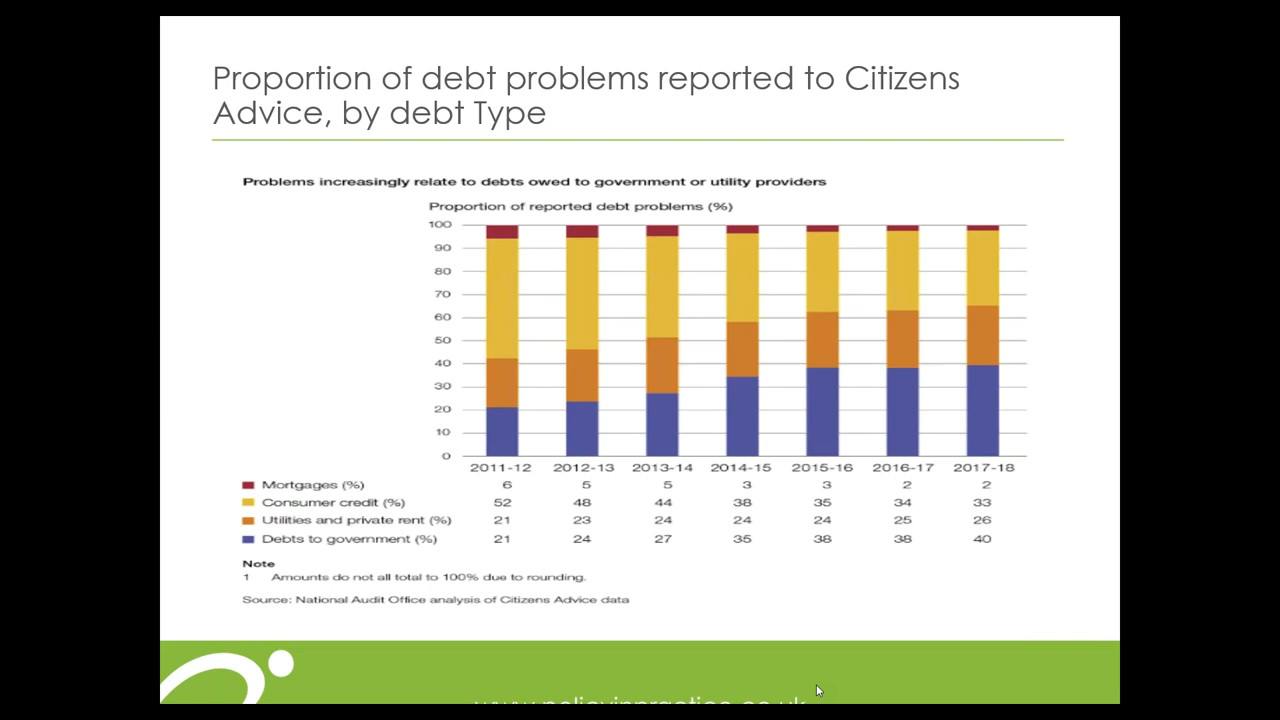 Proportion of debt problems reported to Citizens
Advice, by debt Type
Problems increasingly relate to debts owed to government or utility providers
Proportion of reported debt problems (%)
100
90
80
70
60
50
40
30
20
10
0
2011-12 2012-13 2013-14 2014-15 2015-16 2016-17 2017-18
Mortgages (%) 6 5 5 3 3 2 2
Consumer credit (%) 52 48 44 38 35 34 33
Utilities and private rent (%) 21 23 24 24 24 25 26
Debts to government (%) 21 24 27 35 38 38 40
Note
1 Amounts do not all total to 100% due to rounding.
Source: National Audit Office analysis of Citizens Advice data
www.policyinpractice.co.uk